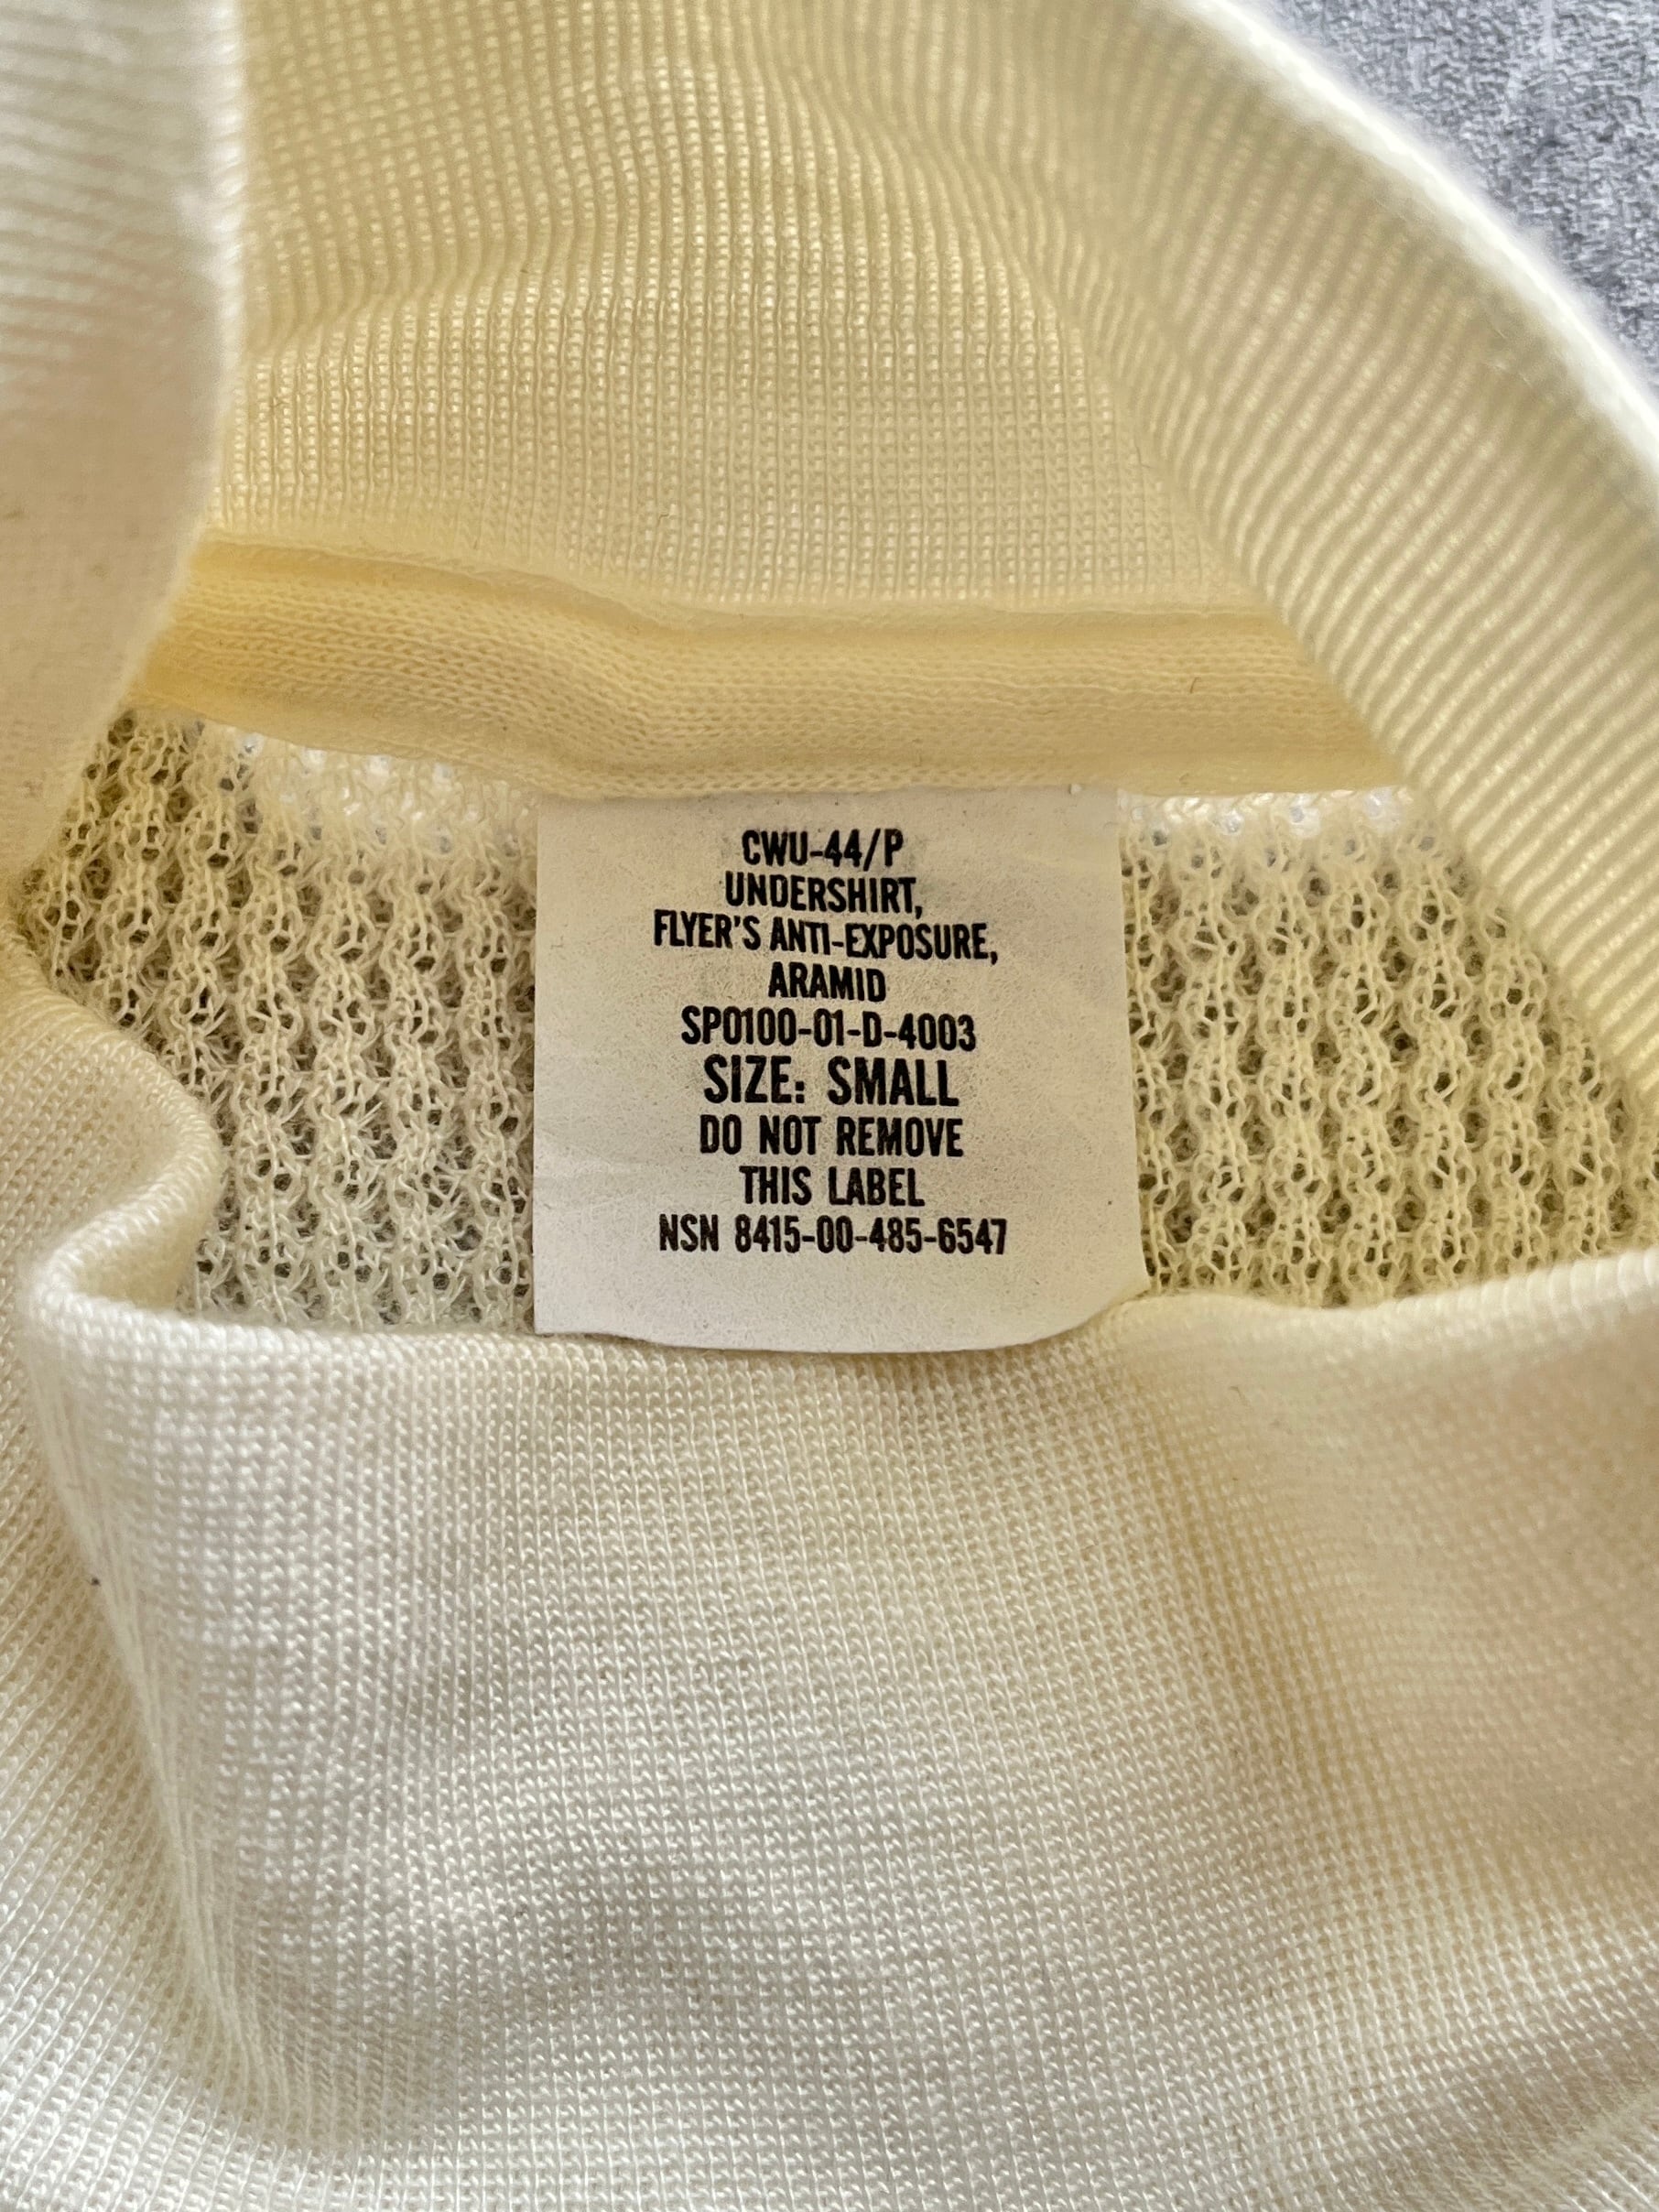 CWU-44/P
UNDERSHIRT,
FLYER'S ANTI-EXPOSURE,
ARAMID
SPO100-01-D-4003
SIZE: SMALL
DO NOT REMOVE
THIS LABEL
NSN 8415-00-485-6547